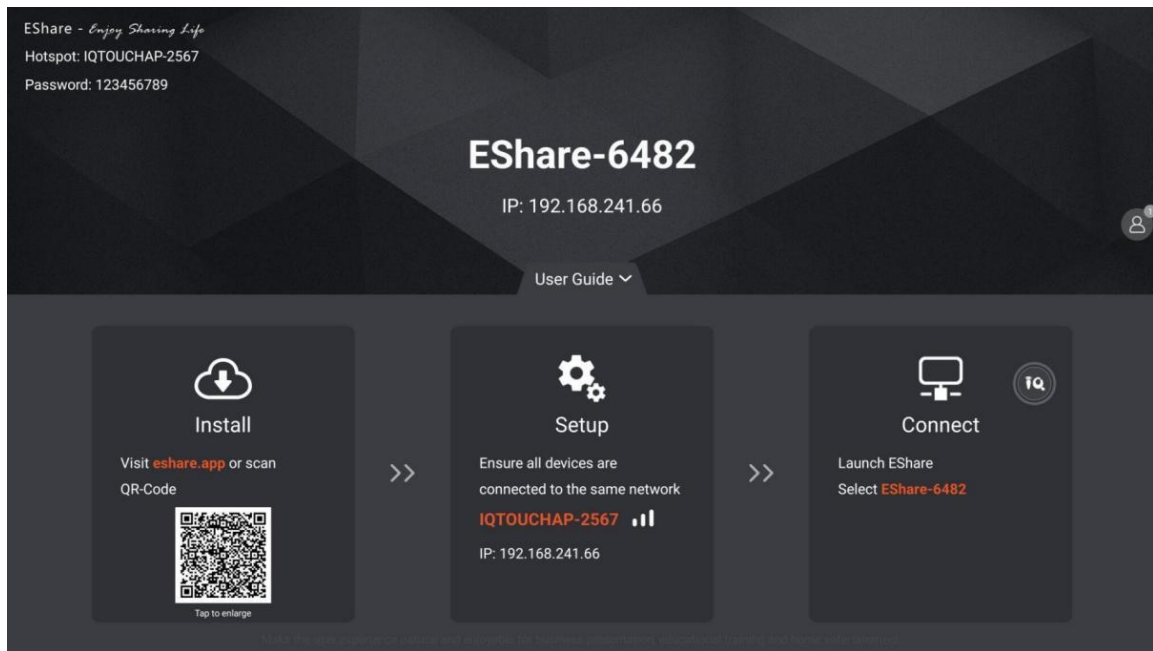 EShare - Enjoy Sharing Life
Hotspot: IQTOUCHAP-2567
Password: 123456789
EShare-6482
IP: 192.168.241.66
1
User Guide
Install
Visit eshare.app or scan
QR-Code
Tap to enlarge
Setup
Ensure all devices are
connected to the same network
IQTOUCHAP-2567
IP: 192.168.241.66
IQ
Connect
Launch EShare
Select EShare-6482